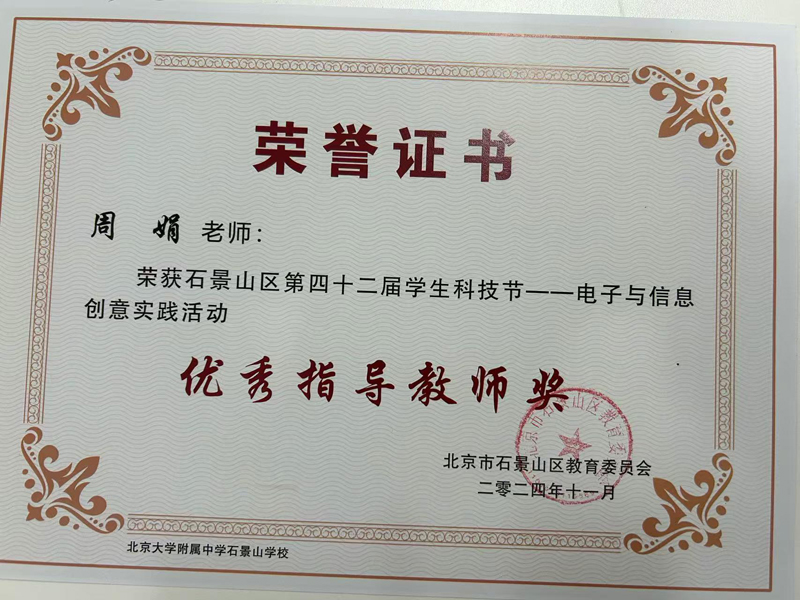 荣誉证书
周 娟 老师：
荣获石景山区第四十二届学生科技节——电子与信息
创意实践活动
优秀指导教师奖
北京市石景山区教育委员会
二零二四年十一月
北京大学附属中学石景山学校